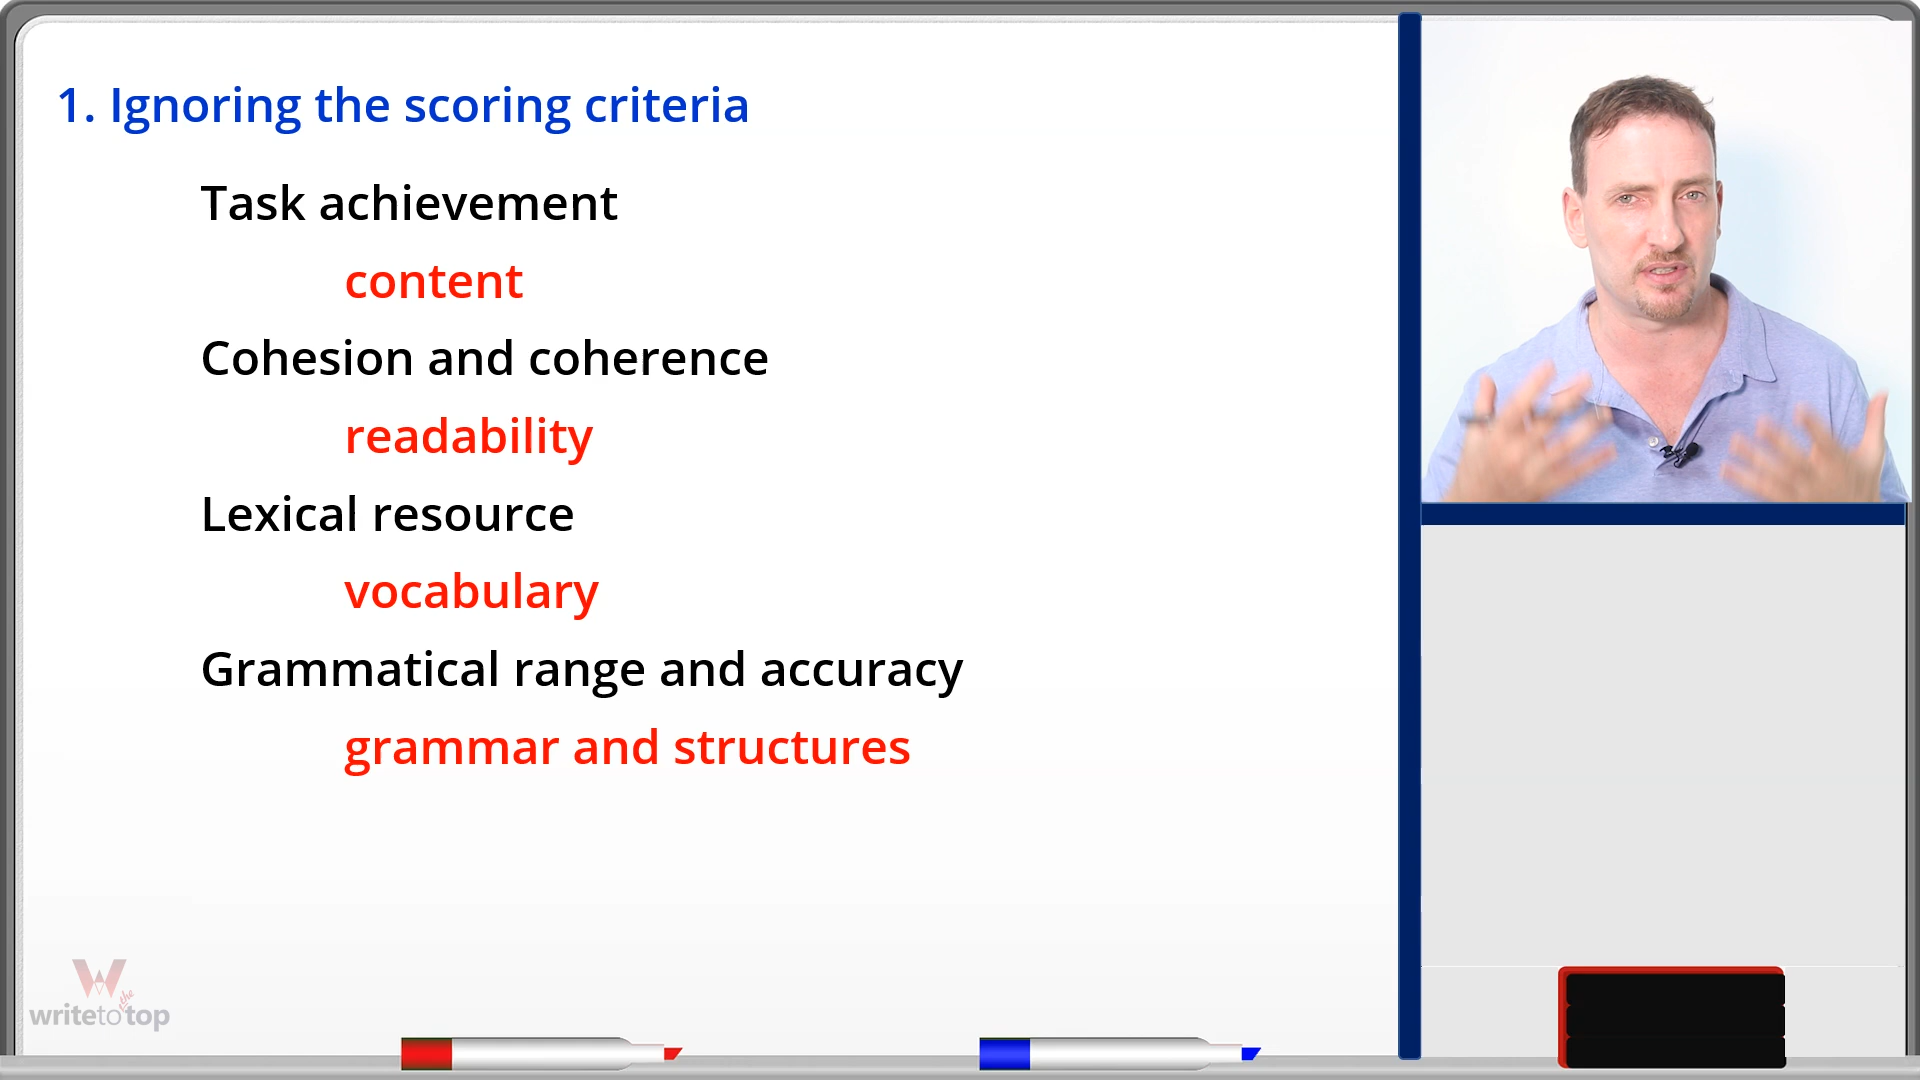 1. Ignoring the scoring criteria
Task achievement
content
Cohesion and coherence
readability
Lexical resource
vocabulary
Grammatical range and accuracy
grammar and structures
W
writetothetop